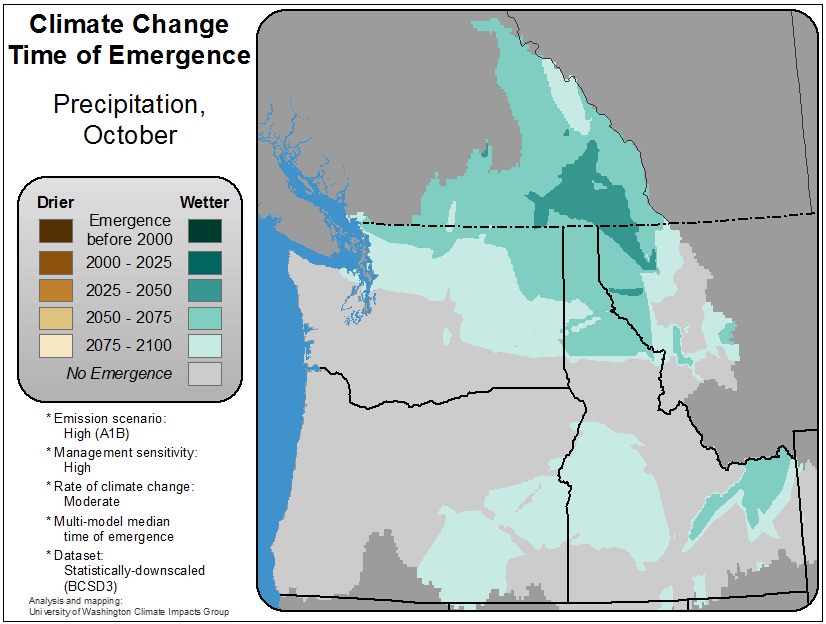 Climate Change
Time of Emergence
Precipitation,
October
Drier
Wetter
Emergence
before 2000
2000 - 2025
2025 - 2050
2050 - 2075
2075 - 2100
No Emergence
* Emission scenario:
High (A1B)
* Management sensitivity:
High
* Rate of climate change:
Moderate
* Multi-model median
time of emergence
* Dataset:
Statistically-downscaled
(BCSD3)
Analysis and mapping:
University of Washington Climate Impacts Group